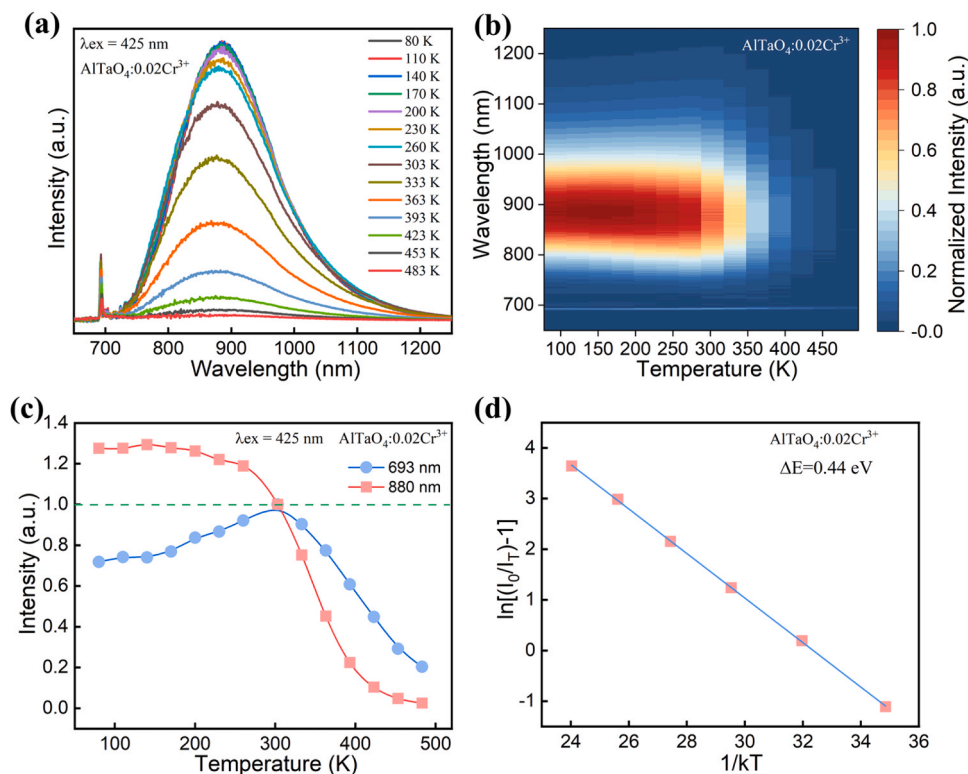 (a)
λex = 425 nm
AlTaO₄:0.02Cr³⁺
80 K
110 K
140 K
170 K
200 K
230 K
260 K
303 K
333 K
363 K
393 K
423 K
453 K
483 K
Intensity (a.u.)
700 800 900 1000 1100 1200
Wavelength (nm)
(b)
AlTaO₄:0.02Cr³⁺
1200
1100
1000
900
800
700
Wavelength (nm)
100 150 200 250 300 350 400 450
Temperature (K)
1.0
0.8
0.6
0.4
0.2
-0.0
Normalized Intensity (a.u.)
(c)
λex = 425 nm AlTaO₄:0.02Cr³⁺
693 nm
880 nm
1.4
1.2
1.0
0.8
0.6
0.4
0.2
0.0
Intensity (a.u.)
100 200 300 400 500
Temperature (K)
(d)
AlTaO₄:0.02Cr³⁺
ΔE=0.44 eV
4
3
2
1
0
-1
ln[(I₀/I_T)-1]
24 26 28 30 32 34 36
1/kT